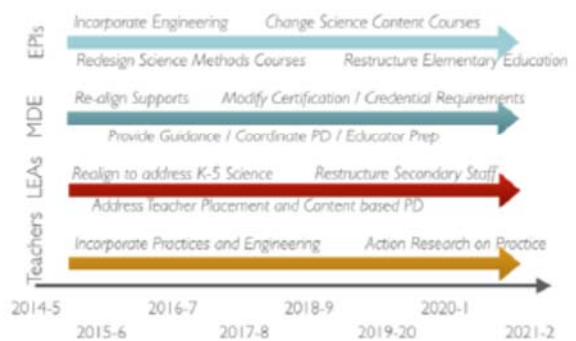 EPIs
Incorporate Engineering Change Science Content Courses
Redesign Science Methods Courses Restructure Elementary Education
MDE
Re-align Supports Modify Certification / Credential Requirements
Provide Guidance / Coordinate PD / Educator Prep
LEAs
Realign to address K-5 Science Restructure Secondary Staff
Address Teacher Placement and Content based PD
Teachers
Incorporate Practices and Engineering Action Research on Practice
2014-5 2016-7 2018-9 2020-1
2015-6 2017-8 2019-20 2021-2